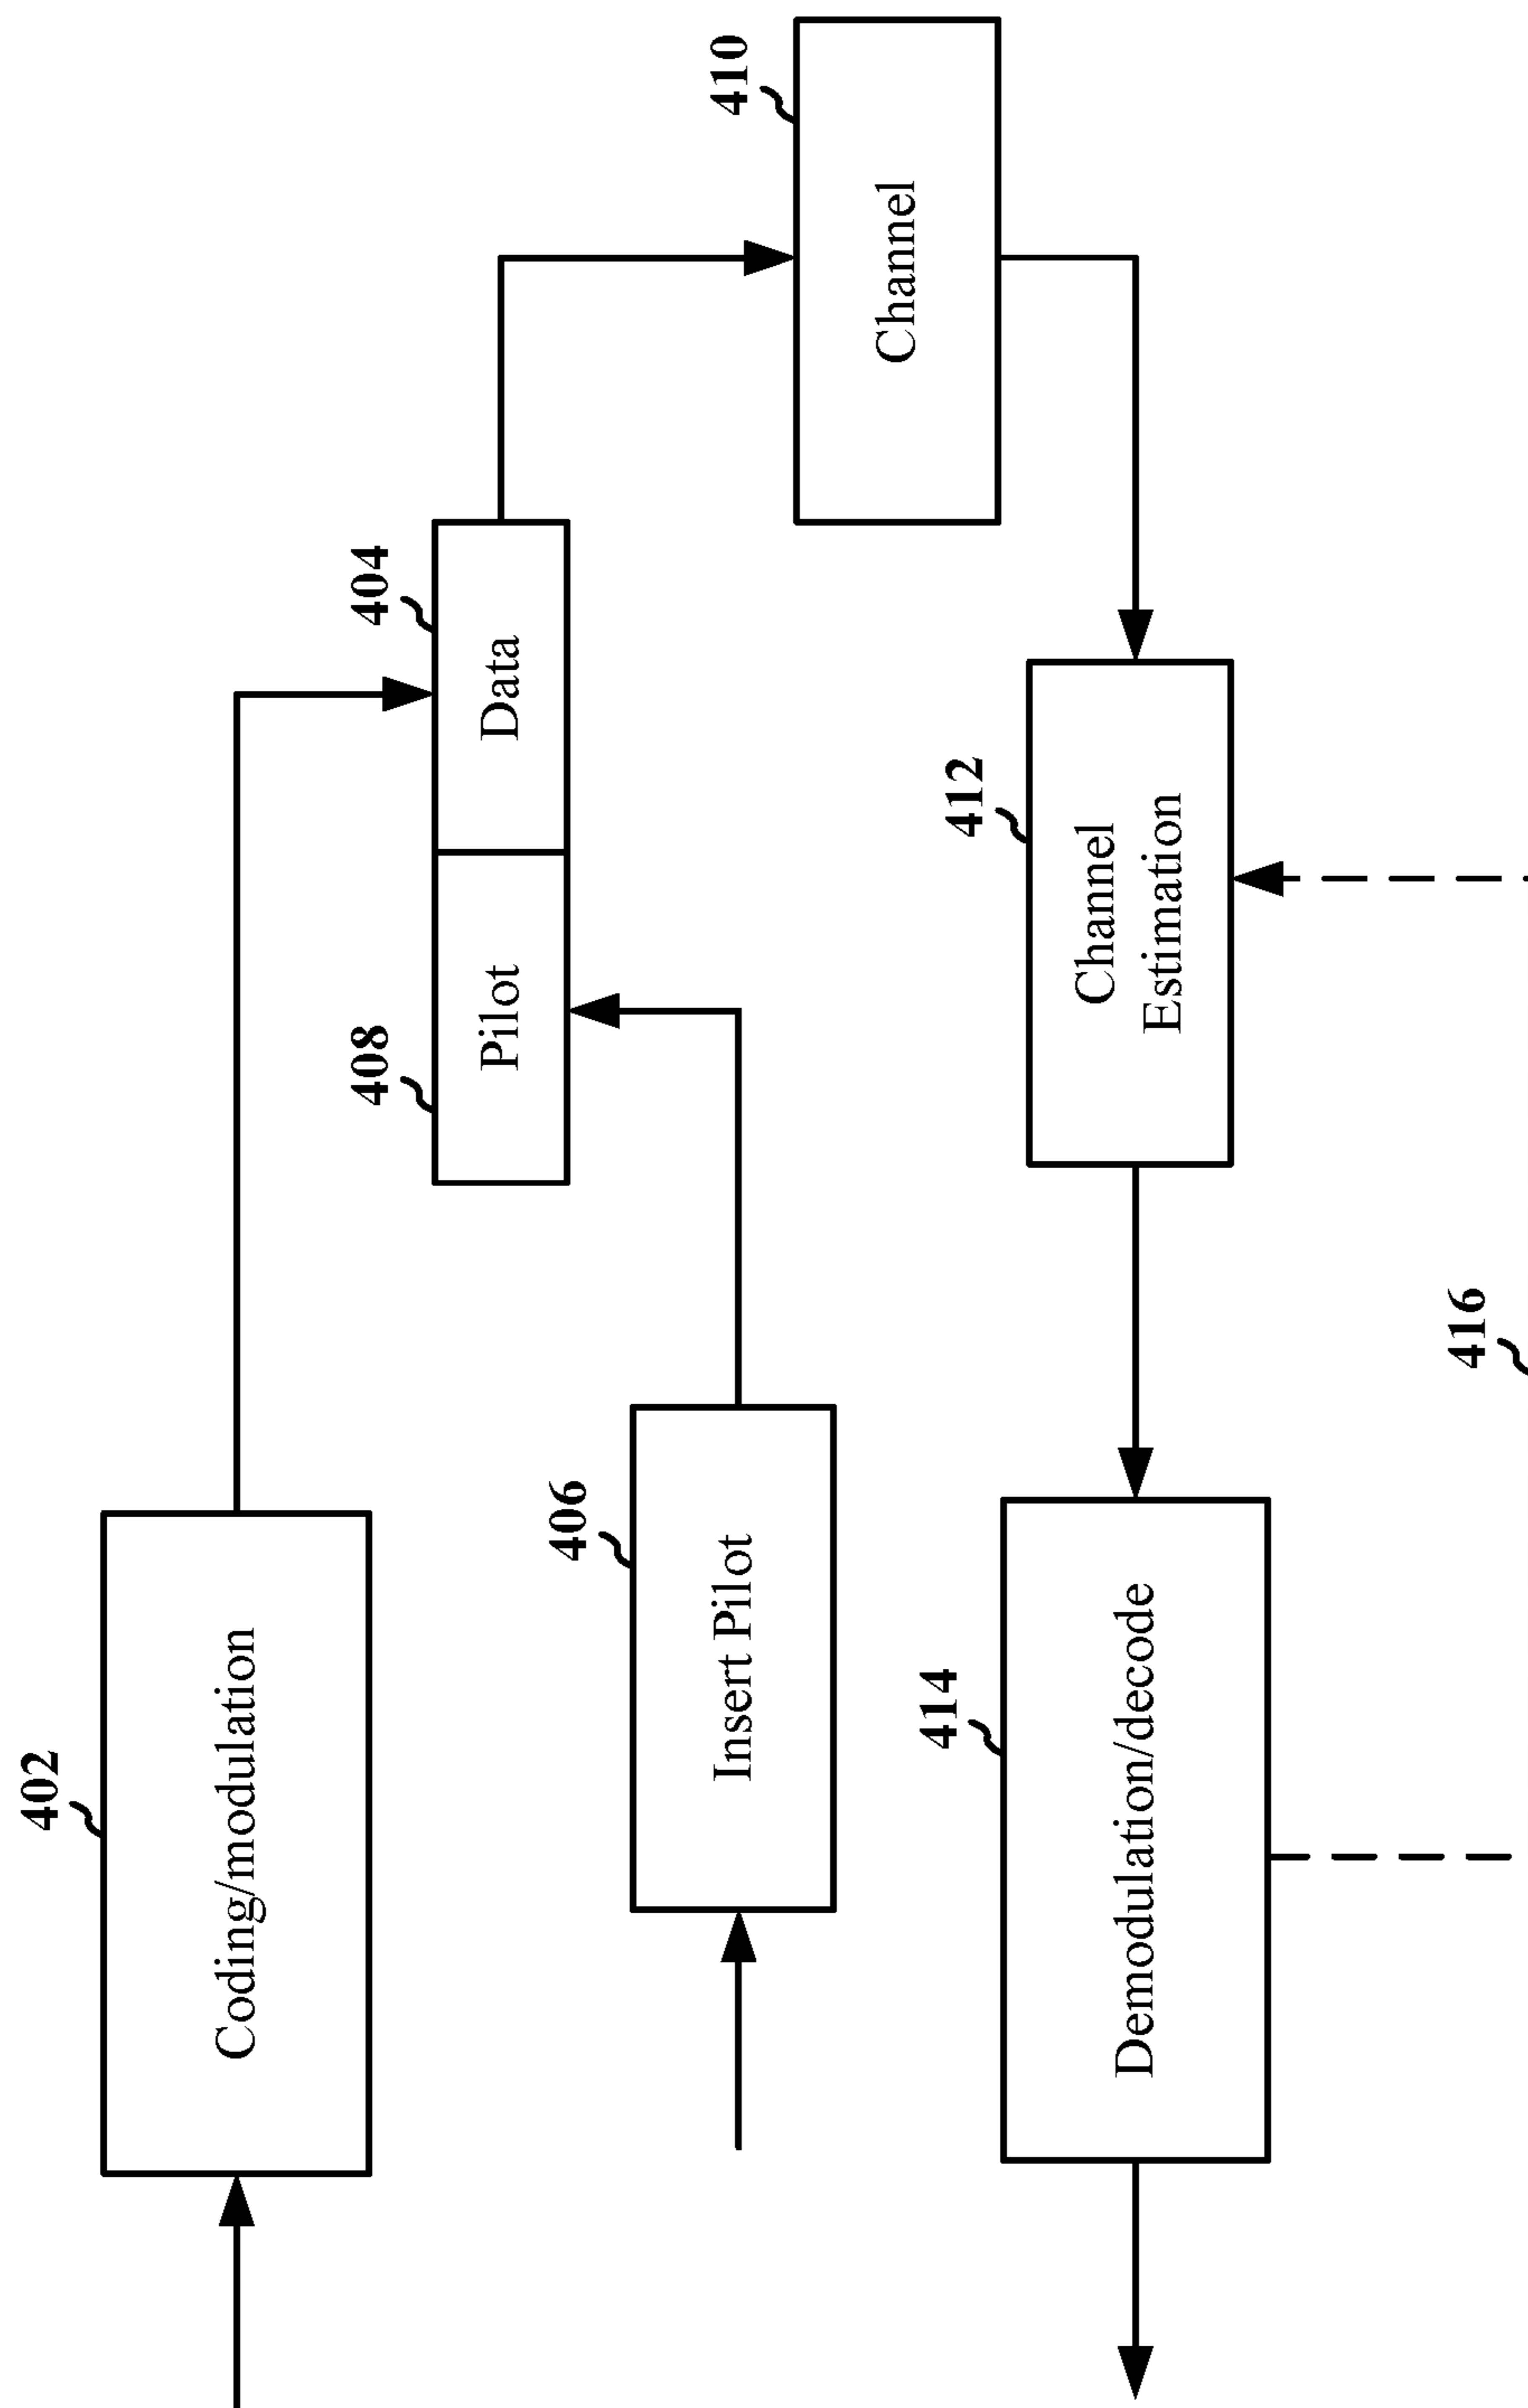 402
Coding/modulation
408
404
Pilot
Data
406
Insert Pilot
410
Channel
412
Channel
Estimation
414
Demodulation/decode
416